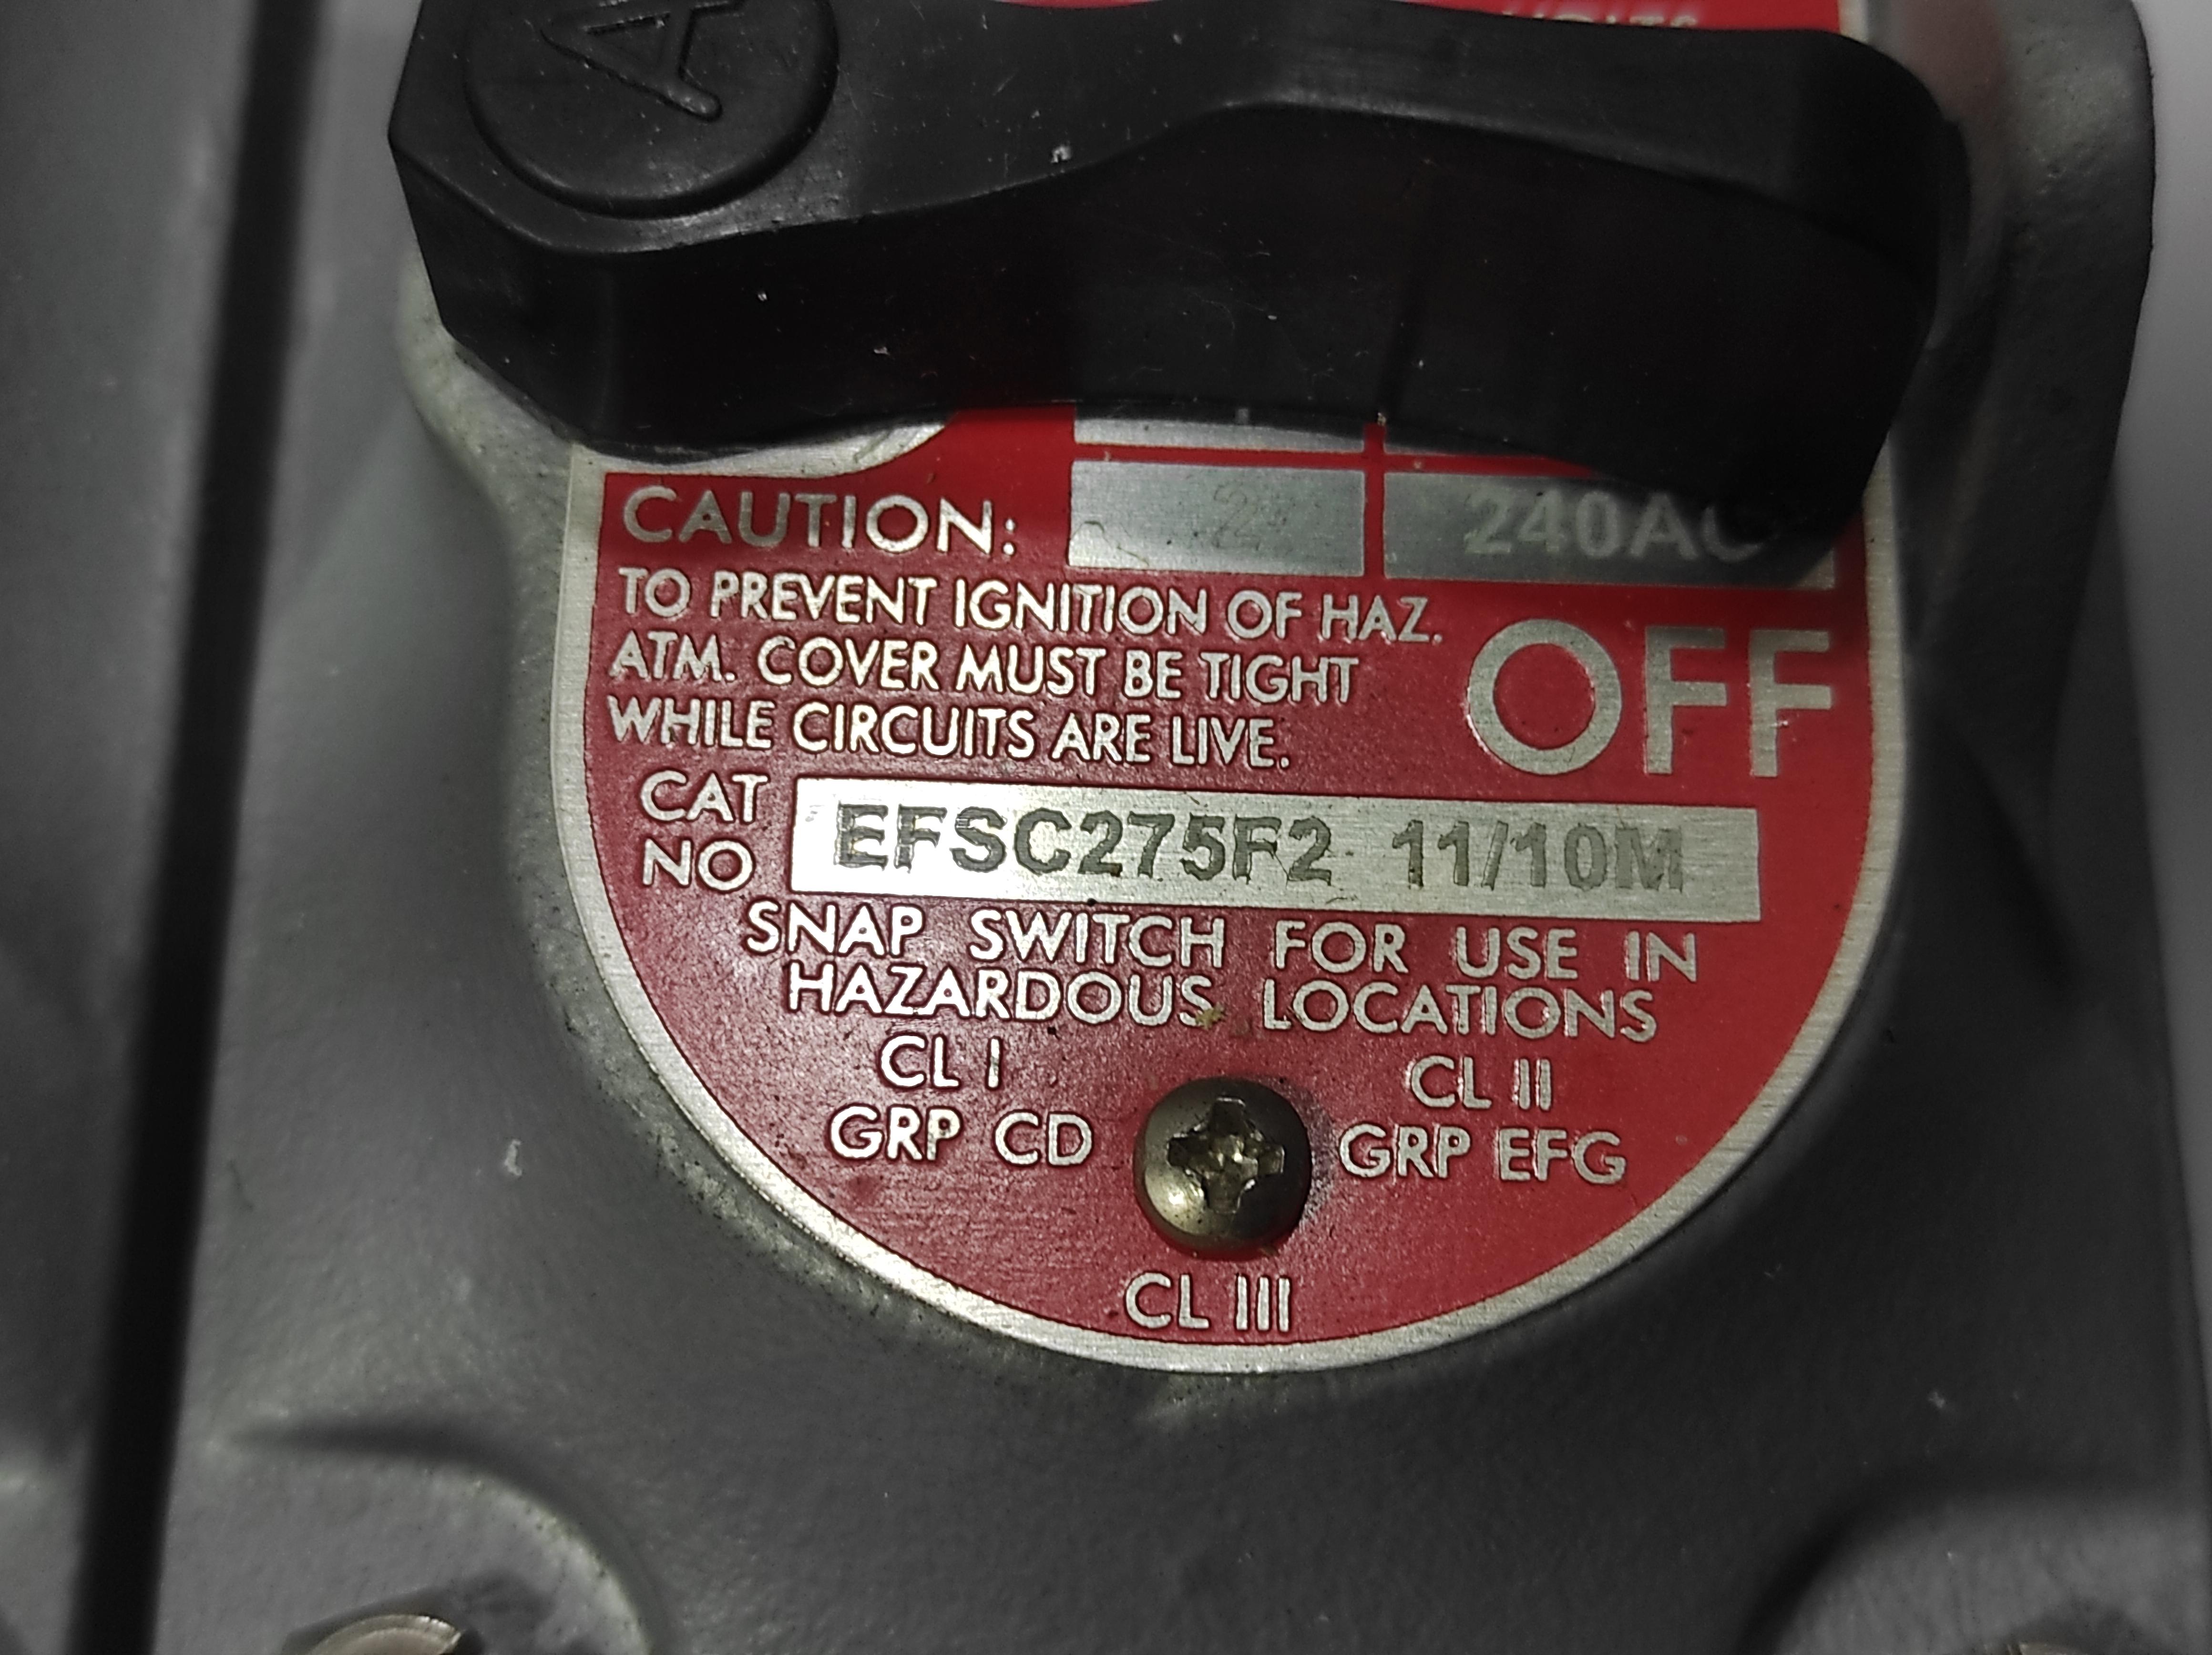 A
CAUTION:
2
240AC
TO PREVENT IGNITION OF HAZ.
ATM. COVER MUST BE TIGHT
WHILE CIRCUITS ARE LIVE.
OFF
CAT
NO
EFSC275F2 11/10M
SNAP SWITCH FOR USE IN
HAZARDOUS LOCATIONS
CL I
GRP CD
CL II
GRP EFG
CL III